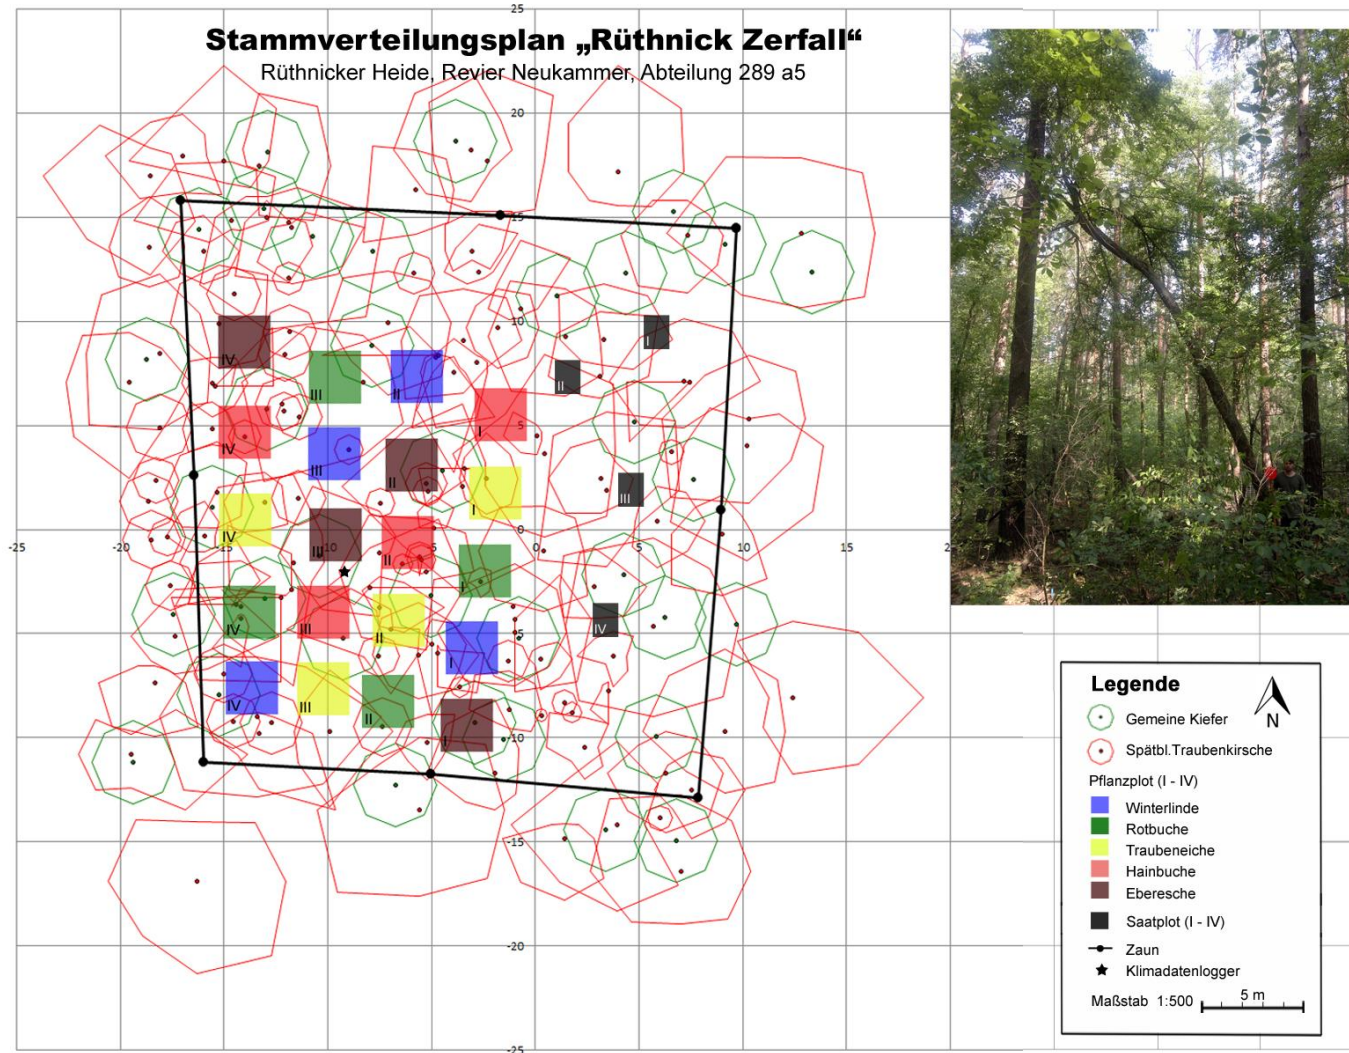 25
Stammverteilungsplan „Rüthnick Zerfall“
Rüthnicker Heide, Revier Neukammer, Abteilung 289 a5
20
15
10
I
II
IV
III
II
I
5
IV
III
II
I
III
IV
III
II
0
-25
-20
-15
-10
-5
0
5
10
15
2
I
IV
III
II
IV
-5
I
IV
III
II
I
-10
-15
-20
-25
Legende
N
Gemeine Kiefer
Spätbl.Traubenkirsche
Pflanzplot (I - IV)
Winterlinde
Rotbuche
Traubeneiche
Hainbuche
Eberesche
Saatplot (I - IV)
Zaun
Klimadatenlogger
Maßstab 1:500
5 m